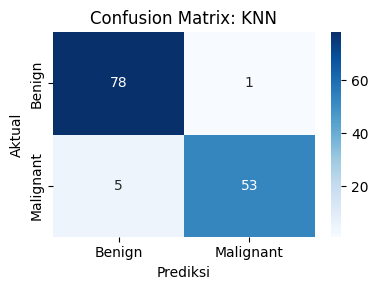 Confusion Matrix: KNN
Aktual
Benign
78
1
Malignant
5
53
Benign
Malignant
Prediksi
60
40
20